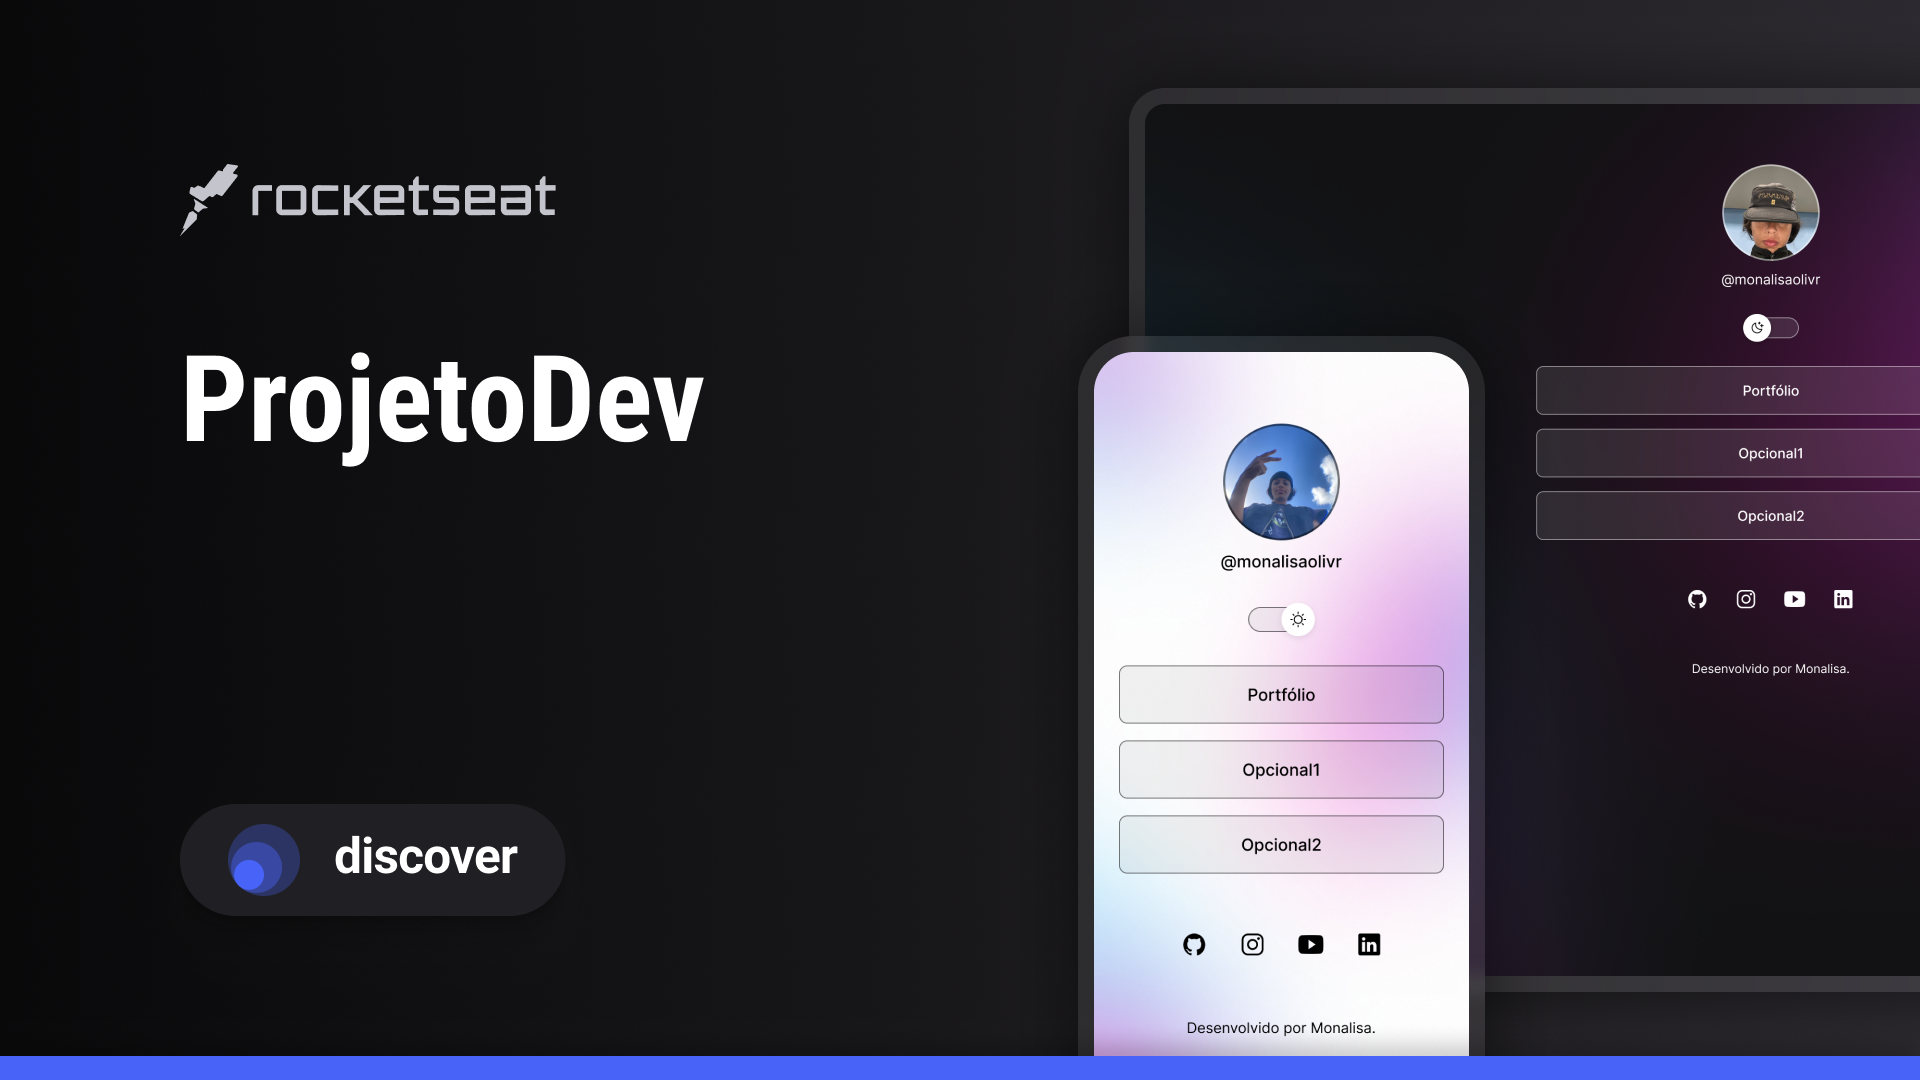 rocketseat
ProjetoDev
discover
@monalisaolivr
Portfólio
Opcional1
Opcional2
Desenvolvido por Monalisa.
@monalisaolivr
Portfólio
Opcional1
Opcional2
Desenvolvido por Monalisa.